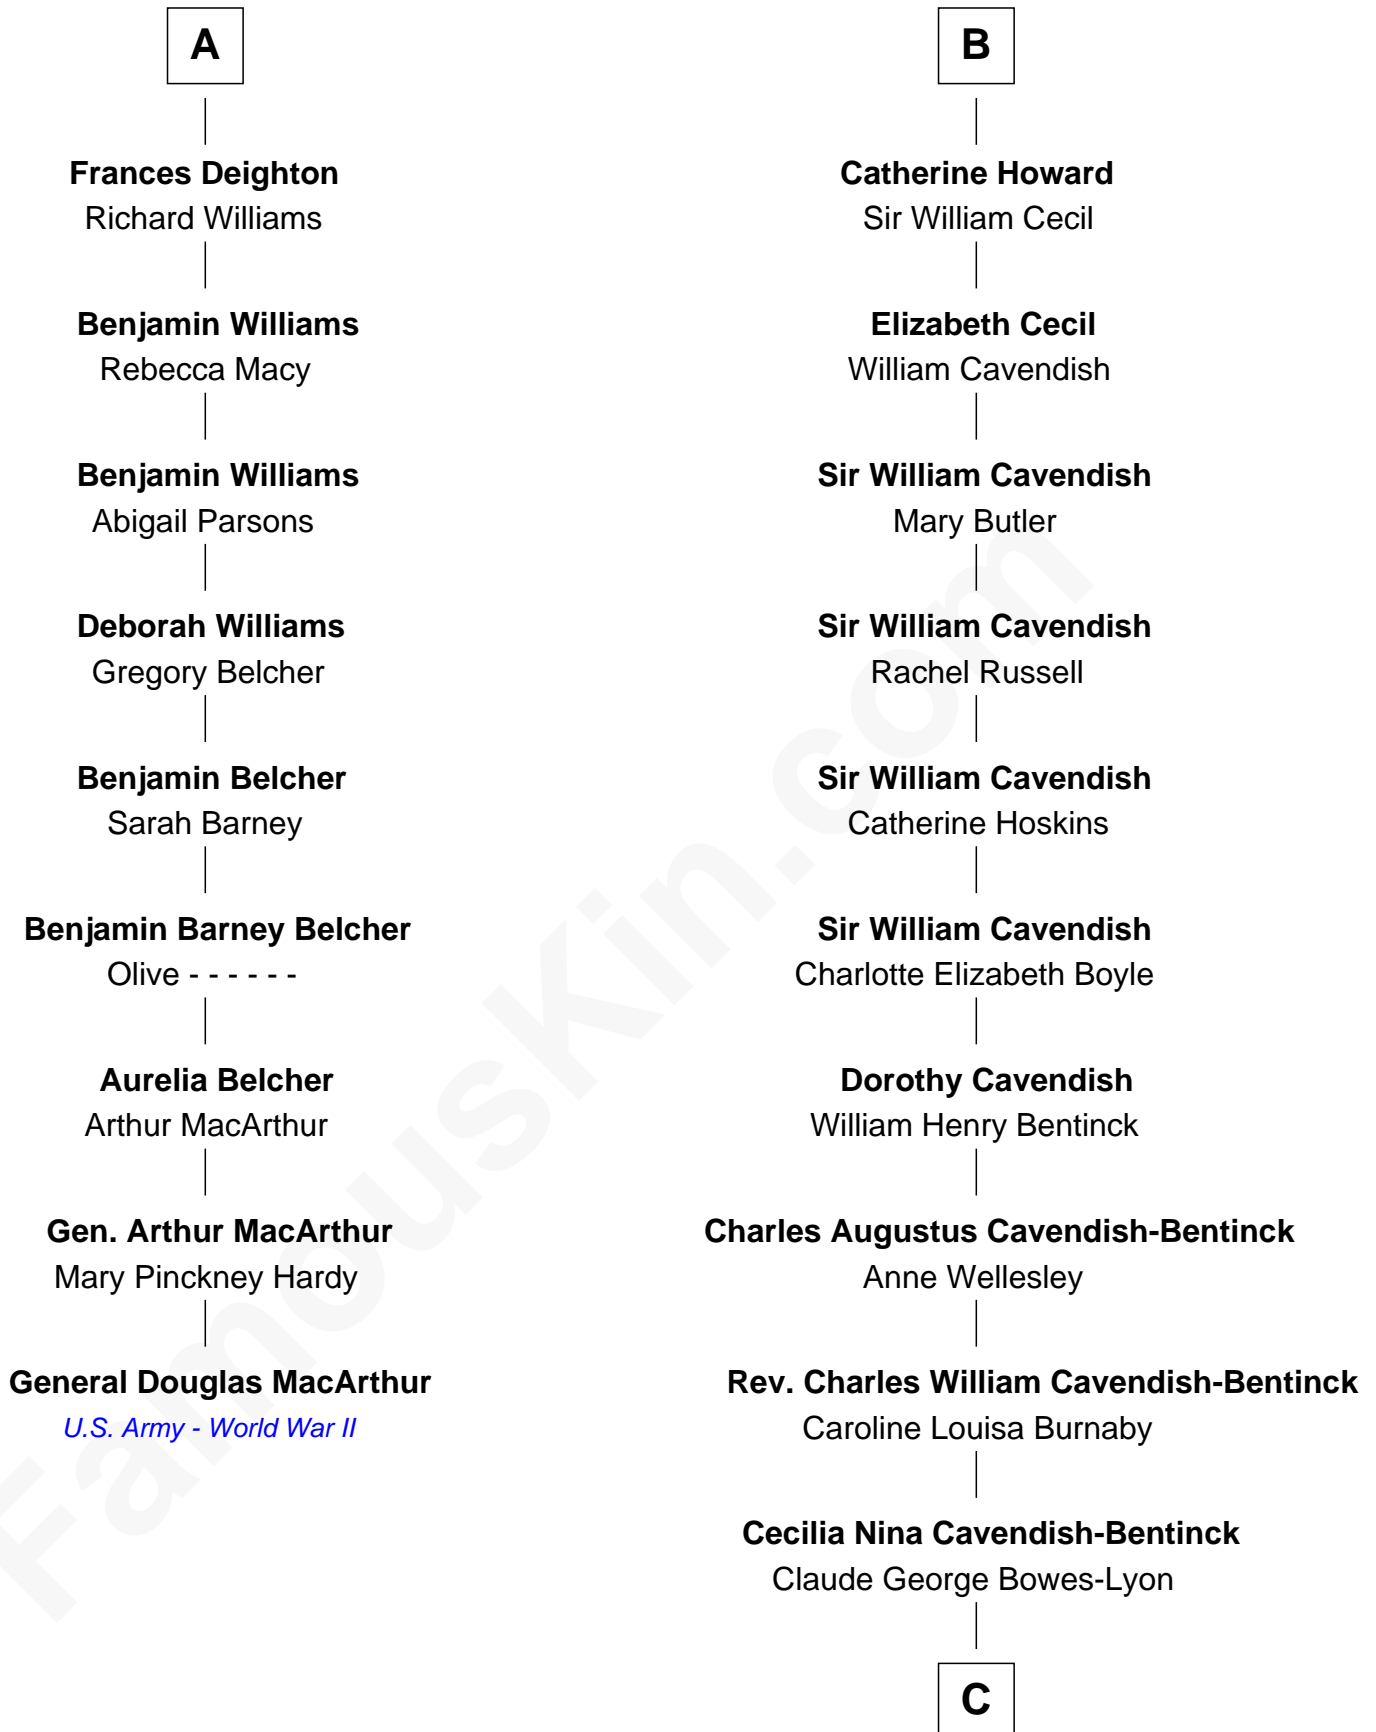 A
Frances Deighton
Richard Williams
Benjamin Williams
Rebecca Macy
Benjamin Williams
Abigail Parsons
Deborah Williams
Gregory Belcher
Benjamin Belcher
Sarah Barney
Benjamin Barney Belcher
Olive - - - - - -
Aurelia Belcher
Arthur MacArthur
Gen. Arthur MacArthur
Mary Pinckney Hardy
General Douglas MacArthur
U.S. Army - World War II
B
Catherine Howard
Sir William Cecil
Elizabeth Cecil
William Cavendish
Sir William Cavendish
Mary Butler
Sir William Cavendish
Rachel Russell
Sir William Cavendish
Catherine Hoskins
Sir William Cavendish
Charlotte Elizabeth Boyle
Dorothy Cavendish
William Henry Bentinck
Charles Augustus Cavendish-Bentinck
Anne Wellesley
Rev. Charles William Cavendish-Bentinck
Caroline Louisa Burnaby
Cecilia Nina Cavendish-Bentinck
Claude George Bowes-Lyon
C
FamousKin.com